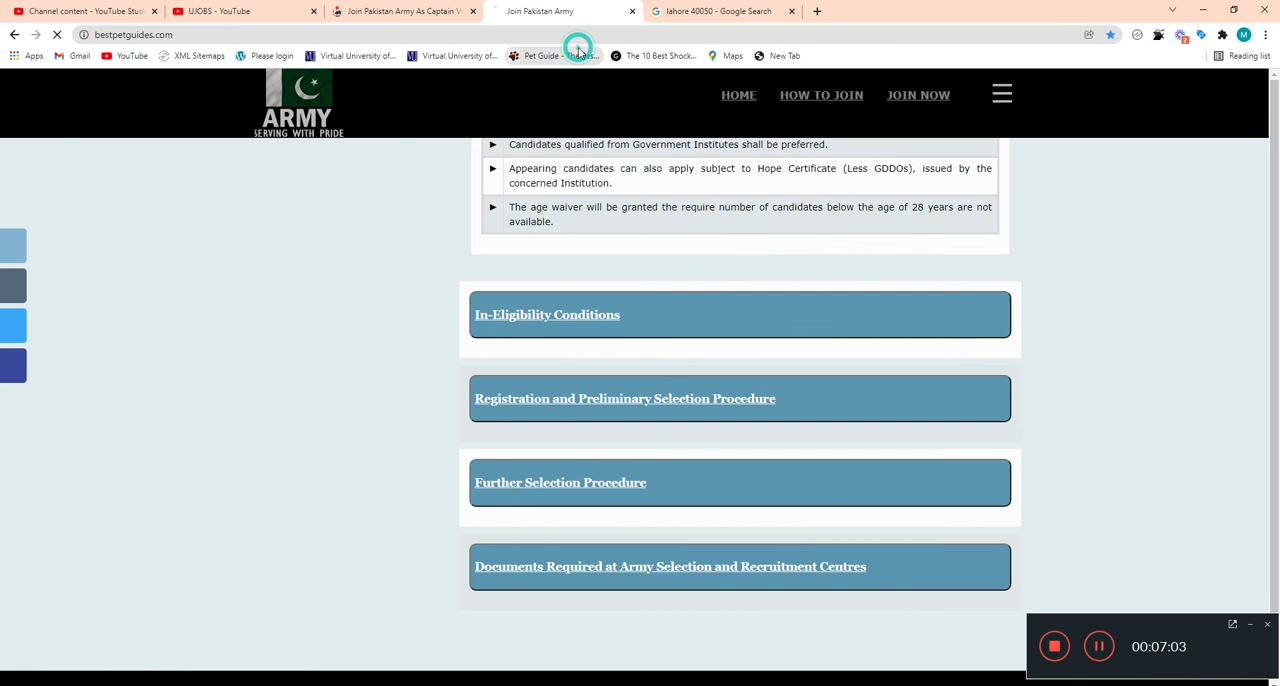 Channel content - YouTube Stud
UJOBS - YouTube
Join Pakistan Army As Captain V
Join Pakistan Army
lahore 40050 - Google Search
bestpetguides.com
Apps
Gmail
YouTube
XML Sitemaps
Please login
Virtual University of...
Virtual University of...
Pet Guide -
The 10 Best Shock...
Maps
New Tab
Reading list
2
M
ARMY
SERVING WITH PRIDE
HOME
HOW TO JOIN
JOIN NOW
► Candidates qualified from Government Institutes shall be preferred.
► Appearing candidates can also apply subject to Hope Certificate (Less GDDOs), issued by the
concerned Institution.
► The age waiver will be granted the require number of candidates below the age of 28 years are not
available.
In-Eligibility Conditions
Registration and Preliminary Selection Procedure
Further Selection Procedure
Documents Required at Army Selection and Recruitment Centres
00:07:03